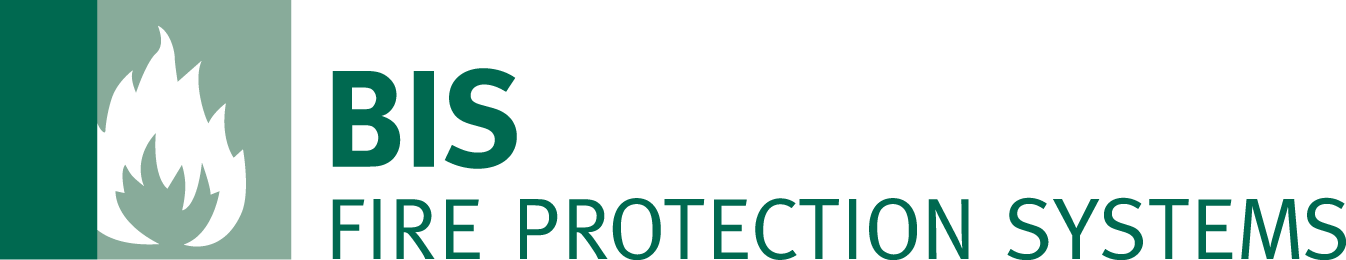 BIS
FIRE PROTECTION SYSTEMS